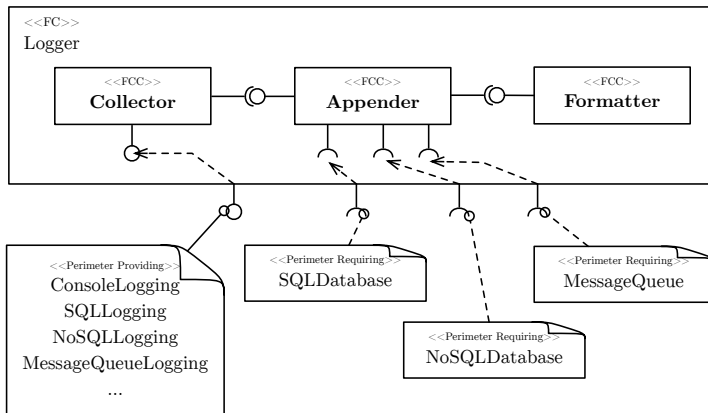 <<FC>>
Logger
<<FCC>>
Collector
<<FCC>>
Appender
<<FCC>>
Formatter
<<Perimeter Providing>>
ConsoleLogging
SQLLogging
NoSQLLogging
MessageQueueLogging
...
<<Perimeter Requiring>>
SQLDatabase
<<Perimeter Requiring>>
NoSQLDatabase
<<Perimeter Requiring>>
MessageQueue